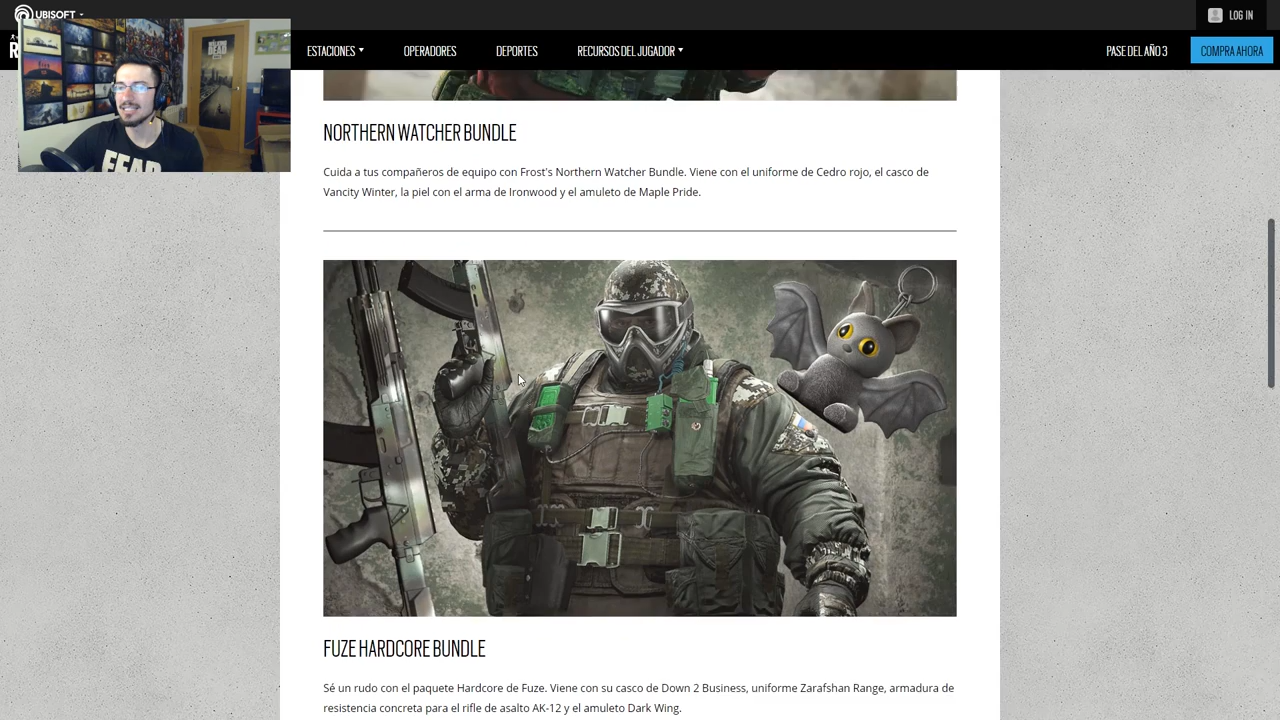 UBISOFT
LOG IN
R
ESTACIONES
OPERADORES
DEPORTES
RECURSOS DEL JUGADOR
PASE DEL AÑO 3
COMPRA AHORA
FEAR
NORTHERN WATCHER BUNDLE
Cuida a tus compañeros de equipo con Frost's Northern Watcher Bundle. Viene con el uniforme de Cedro rojo, el casco de
Vancity Winter, la piel con el arma de Ironwood y el amuleto de Maple Pride.
FUZE HARDCORE BUNDLE
Sé un rudo con el paquete Hardcore de Fuze. Viene con su casco de Down 2 Business, uniforme Zarafshan Range, armadura de
resistencia concreta para el rifle de asalto AK-12 y el amuleto Dark Wing.